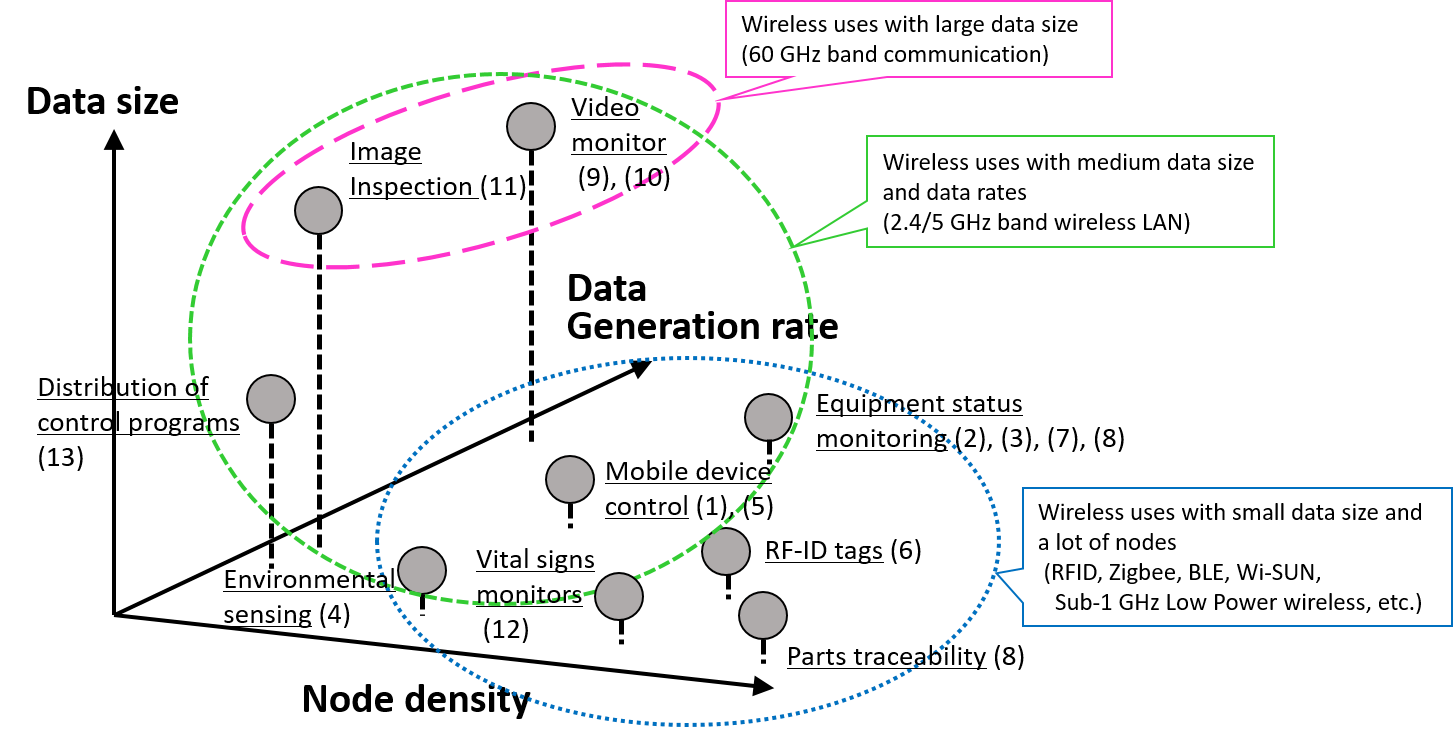 Wireless uses with large data size
(60 GHz band communication)
Data size
Video
monitor
(9), (10)
Image
Inspection (11)
Wireless uses with medium data size
and data rates
(2.4/5 GHz band wireless LAN)
Data
Generation rate
Distribution of
control programs
(13)
Equipment status
monitoring (2), (3), (7), (8)
Mobile device
control (1), (5)
Wireless uses with small data size and
a lot of nodes
(RFID, Zigbee, BLE, Wi-SUN,
Sub-1 GHz Low Power wireless, etc.)
RF-ID tags (6)
Vital signs
monitors
(12)
Environmental
sensing (4)
Parts traceability (8)
Node density